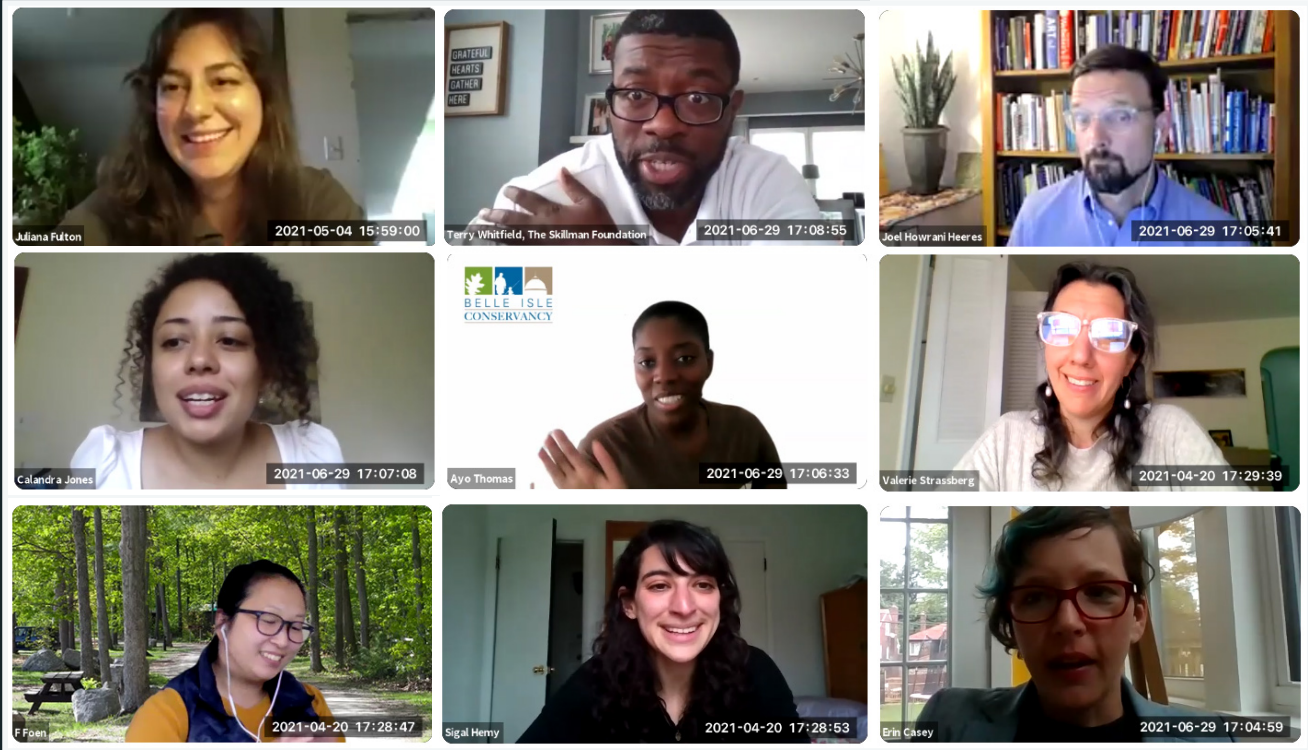 Juliana Fulton
2021-05-04 15:59:00
GRATEFUL
HEARTS
GATHER
HERE
Terry Whitfield, The Skillman Foundation
2021-06-29 17:08:55
ART
Joel Howrani Heeres
2021-06-29 17:05:41
Calandra Jones
2021-06-29 17:07:08
BELLE ISLE
CONSERVANCY
Ayo Thomas
2021-06-29 17:06:33
Valerie Strassberg
2021-04-20 17:29:39
F Foen
2021-04-20 17:28:47
Sigal Hemy
2021-04-20 17:28:53
Erin Casey
2021-06-29 17:04:59